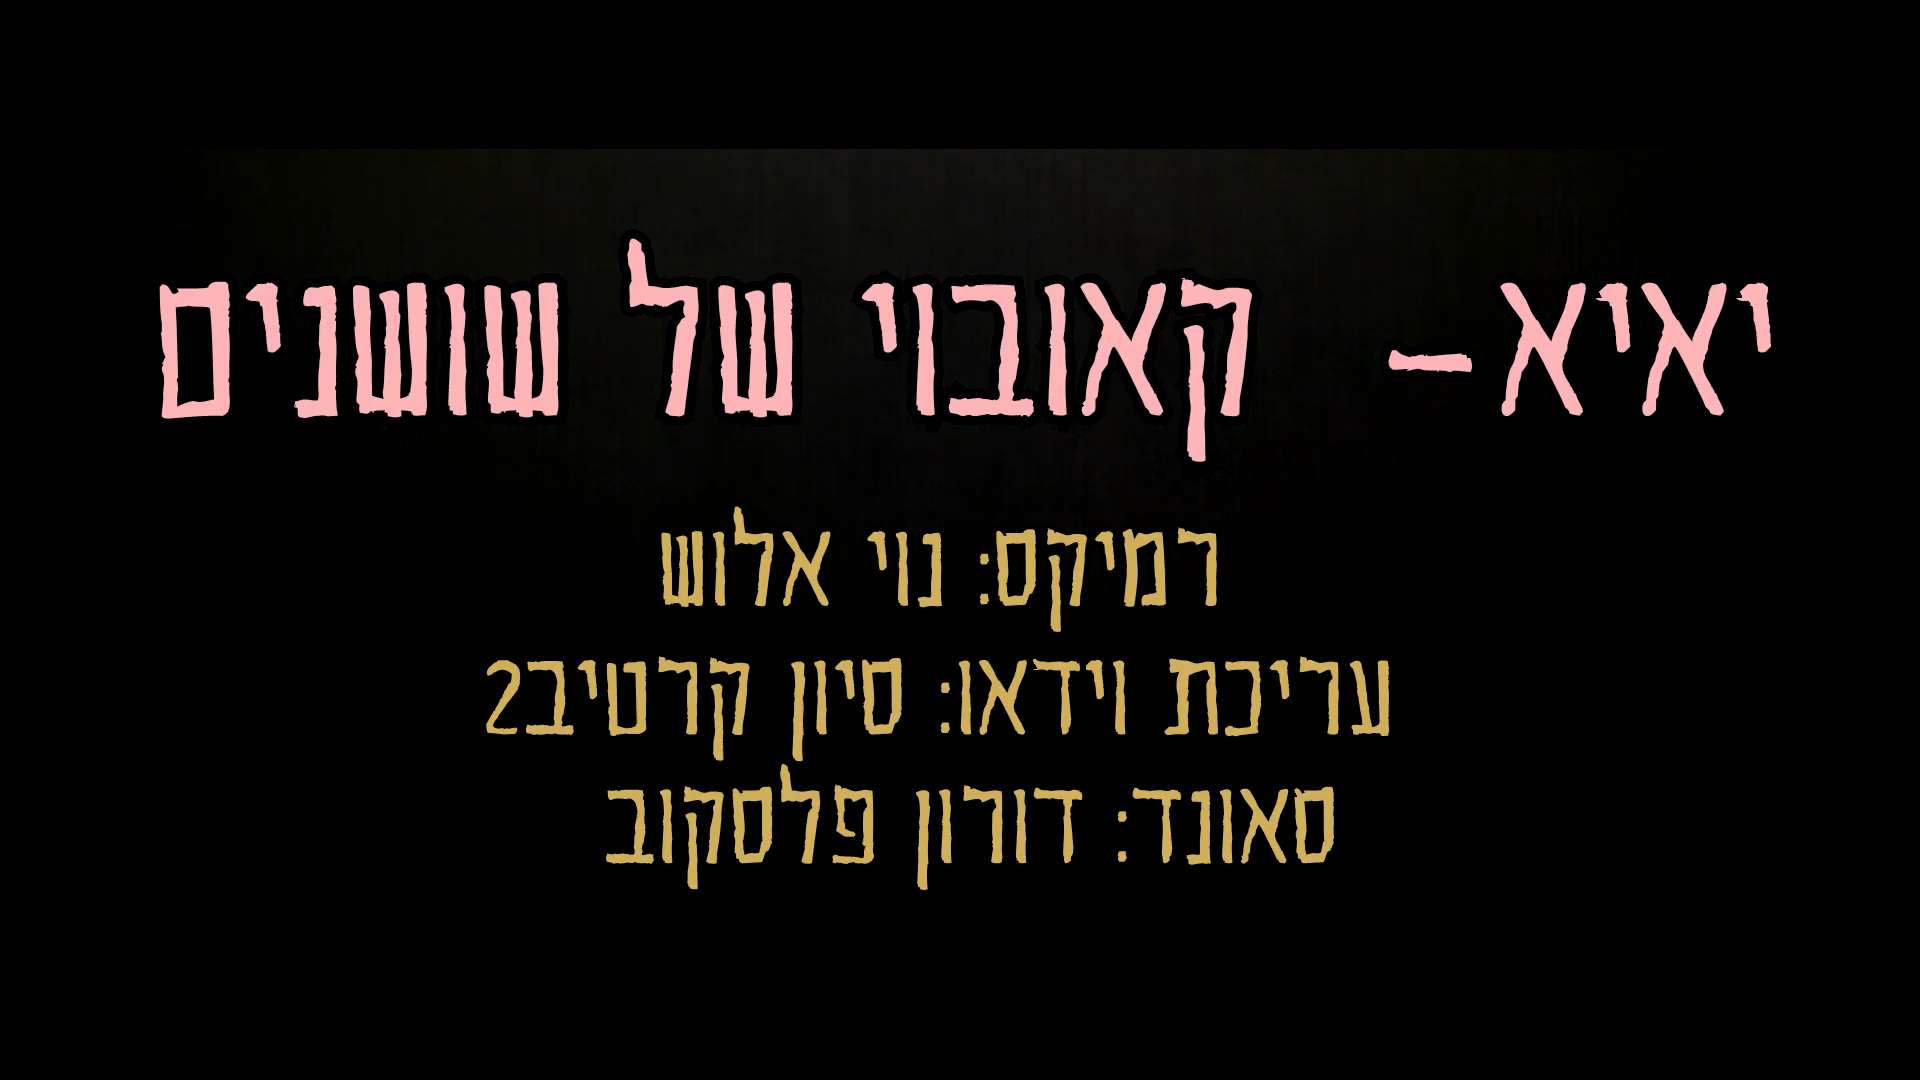 יאיא- קאובוי של שושנים
רמיקס: נוי אלוש
עריכת וידאו: סיון קרטיב2
סאונד: דורון פלסקוב